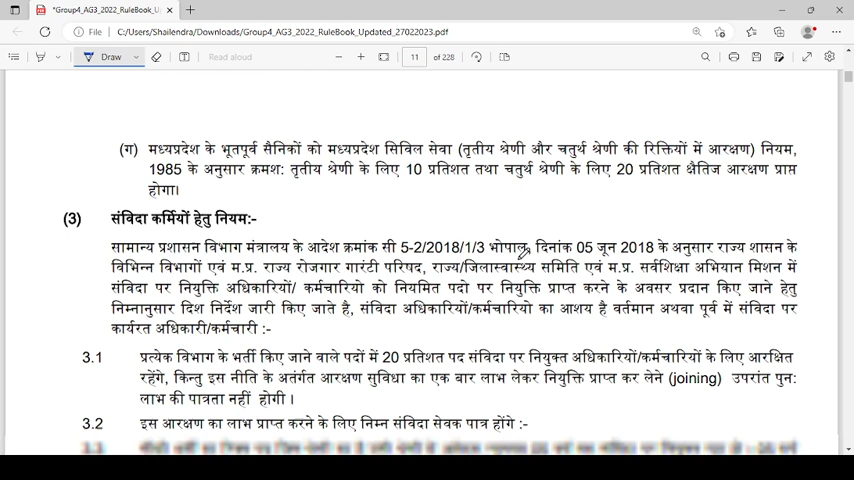 *Group4_AG3_2022_RuleBook_U
File
C:/Users/Shailendra/Downloads/Group4_AG3_2022_RuleBook_Updated_27022023.pdf
Draw
Read aloud
11 of 228
(ग) मध्यप्रदेश के भूतपूर्व सैनिकों को मध्यप्रदेश सिविल सेवा (तृतीय श्रेणी और चतुर्थ श्रेणी की रिक्तियों में आरक्षण) नियम,
1985 के अनुसार क्रमश: तृतीय श्रेणी के लिए 10 प्रतिशत तथा चतुर्थ श्रेणी के लिए 20 प्रतिशत क्षैतिज आरक्षण प्राप्त
होगा।
(3) संविदा कर्मियों हेतु नियम:-
सामान्य प्रशासन विभाग मंत्रालय के आदेश क्रमांक सी 5-2/2018/1/3 भोपाल, दिनांक 05 जून 2018 के अनुसार राज्य शासन के
विभिन्न विभागों एवं म.प्र. राज्य रोजगार गारंटी परिषद, राज्य/जिलास्वास्थ्य समिति एवं म.प्र. सर्वशिक्षा अभियान मिशन में
संविदा पर नियुक्ति अधिकारियों/ कर्मचारियो को नियमित पदो पर नियुक्ति प्राप्त करने के अवसर प्रदान किए जाने हेतु
निम्नानुसार दिश निर्देश जारी किए जाते है, संविदा अधिकारियों/कर्मचारियो का आशय है वर्तमान अथवा पूर्व में संविदा पर
कार्यरत अधिकारी/कर्मचारी :-
3.1 प्रत्येक विभाग के भर्ती किए जाने वाले पदों में 20 प्रतिशत पद संविदा पर नियुक्त अधिकारियों/कर्मचारियों के लिए आरक्षित
रहेंगे, किन्तु इस नीति के अतंर्गत आरक्षण सुविधा का एक बार लाभ लेकर नियुक्ति प्राप्त कर लेने (joining) उपरांत पुन:
लाभ की पात्रता नहीं होगी ।
3.2 इस आरक्षण का लाभ प्राप्त करने के लिए निम्न संविदा सेवक पात्र होंगे :-